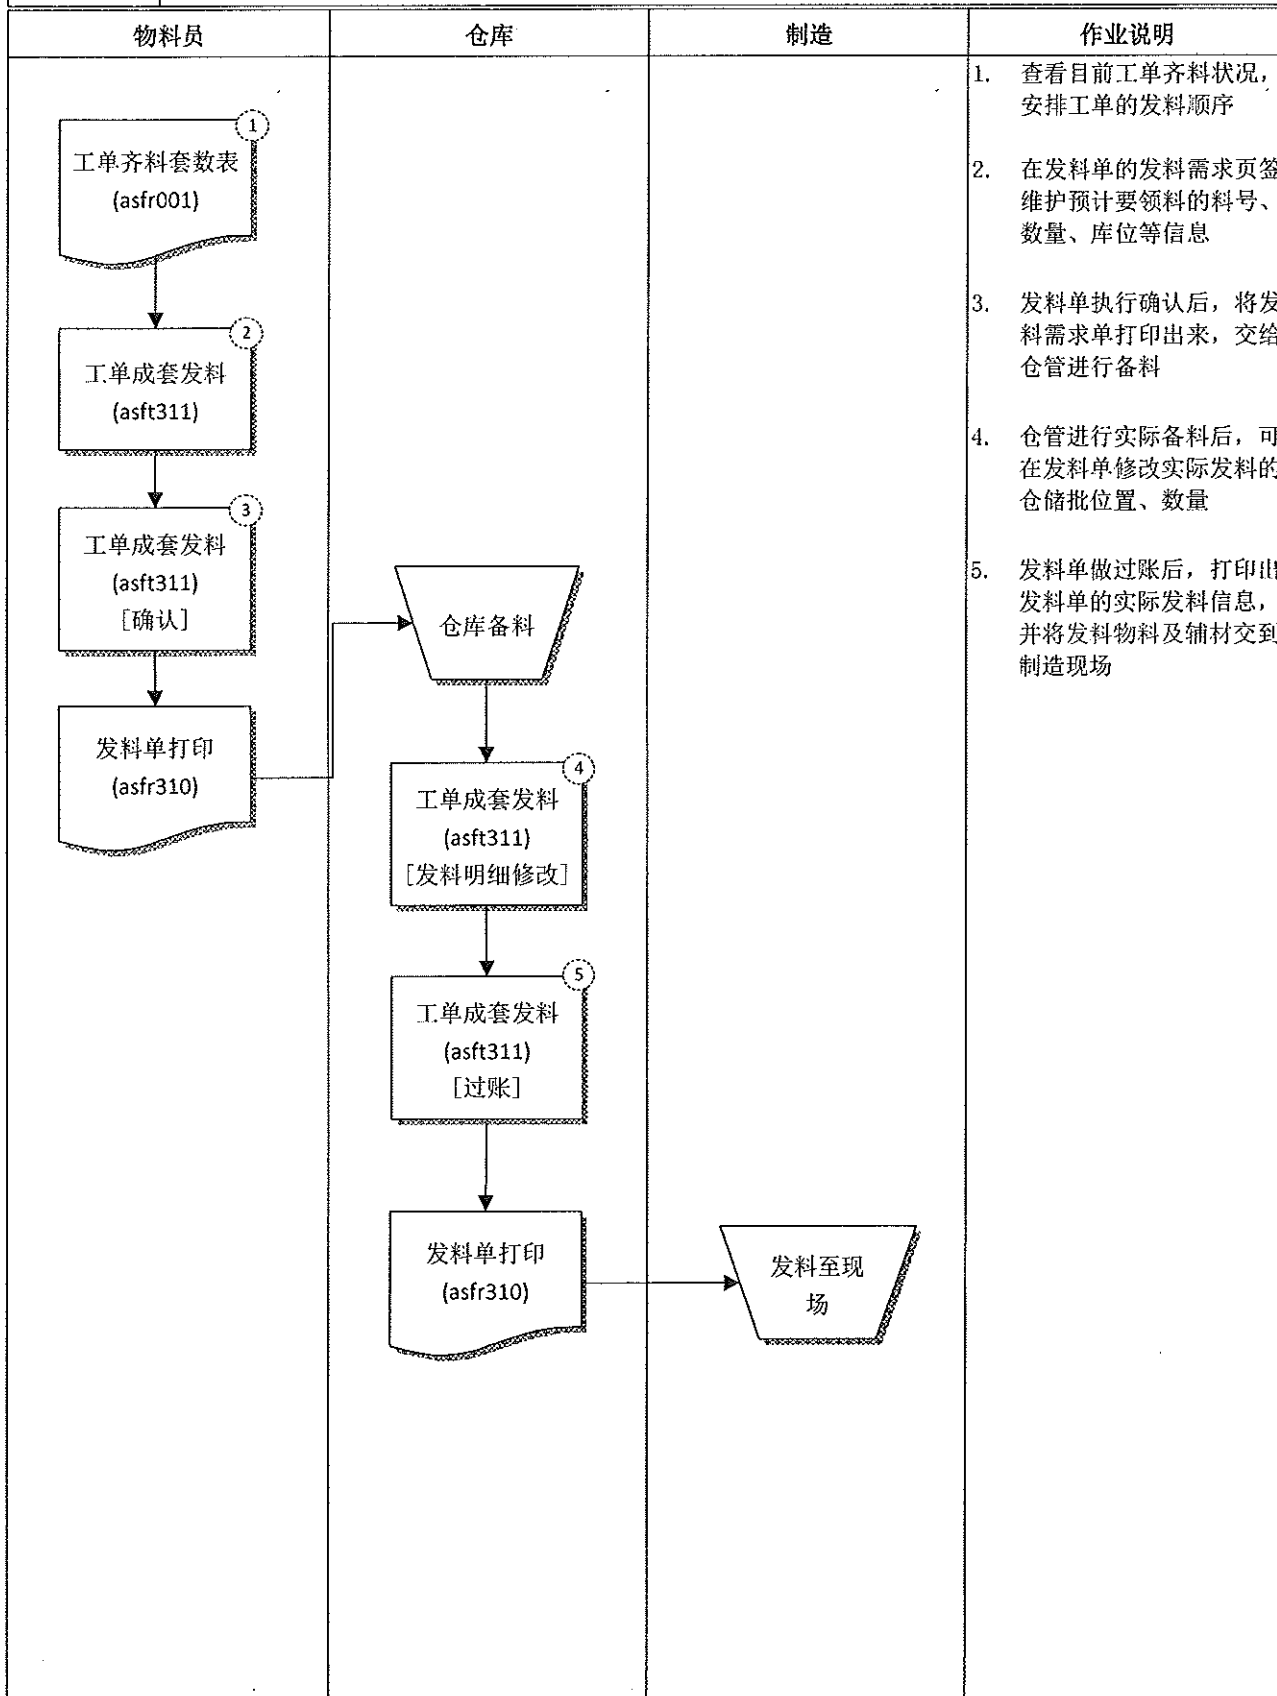 物料员
仓库
制造
作业说明
1
工单齐料套数表
(asfr001)
2
工单成套发料
(asft311)
3
工单成套发料
(asft311)
[确认]
发料单打印
(asfr310)
仓库备料
4
工单成套发料
(asft311)
[发料明细修改]
5
工单成套发料
(asft311)
[过账]
发料单打印
(asfr310)
发料至现
场
1. 查看目前工单齐料状况,
安排工单的发料顺序
2. 在发料单的发料需求页签
维护预计要领料的料号、
数量、库位等信息
3. 发料单执行确认后，将发
料需求单打印出来，交给
仓管进行备料
4. 仓管进行实际备料后，可
在发料单修改实际发料的
仓储批位置、数量
5. 发料单做过账后，打印出
发料单的实际发料信息，
并将发料物料及辅材交到
制造现场